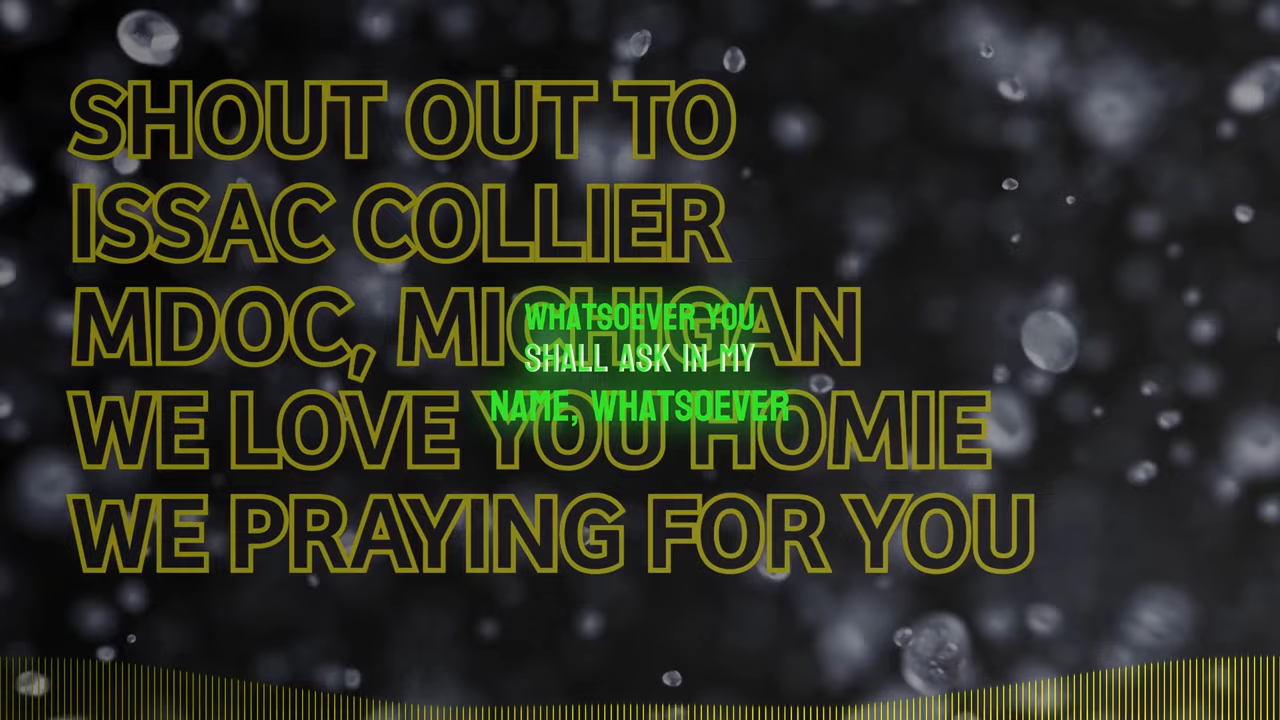 SHOUT OUT TO
ISSAC COLLIER
MDOC, MICHIGAN
WE LOVE YOU HOMIE
WE PRAYING FOR YOU
WHATSOEVER YOU
SHALL ASK IN MY
NAME, WHATSOEVER